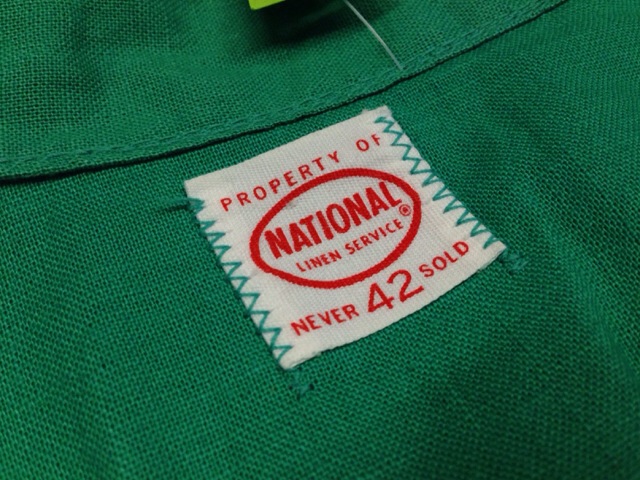 PROPERTY OF
NATIONAL®
LINEN SERVICE
NEVER 42 SOLD